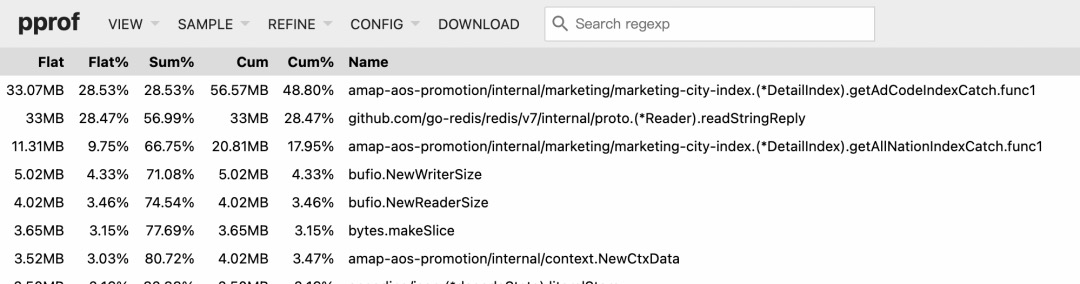 pprof VIEW SAMPLE REFINE CONFIG DOWNLOAD Search regexp
Flat Flat% Sum% Cum Cum% Name
33.07MB 28.53% 28.53% 56.57MB 48.80% amap-aos-promotion/internal/marketing/marketing-city-index.(*DetailIndex).getAdCodeIndexCatch.func1
33MB 28.47% 56.99% 33MB 28.47% github.com/go-redis/redis/v7/internal/proto.(*Reader).readStringReply
11.31MB 9.75% 66.75% 20.81MB 17.95% amap-aos-promotion/internal/marketing/marketing-city-index.(*DetailIndex).getAllNationIndexCatch.func1
5.02MB 4.33% 71.08% 5.02MB 4.33% bufio.NewWriterSize
4.02MB 3.46% 74.54% 4.02MB 3.46% bufio.NewReaderSize
3.65MB 3.15% 77.69% 3.65MB 3.15% bytes.makeSlice
3.52MB 3.03% 80.72% 4.02MB 3.47% amap-aos-promotion/internal/context.NewCtxData